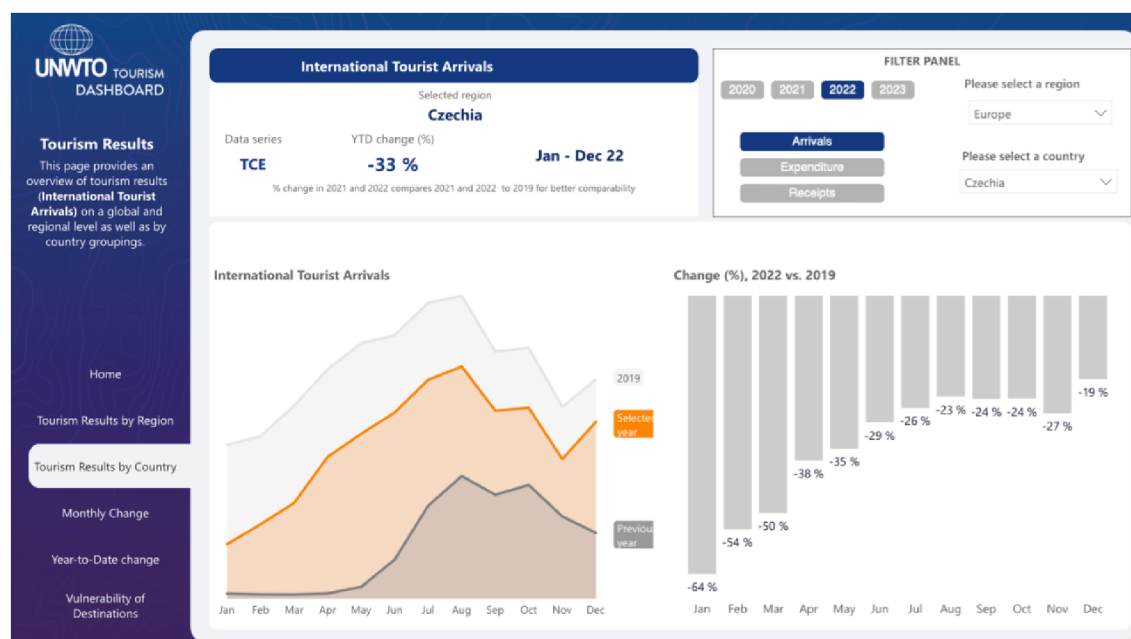 UNWTO TOURISM
DASHBOARD
Tourism Results
This page provides an
overview of tourism results
(International Tourist
Arrivals) on a global and
regional level as well as by
country groupings.
Home
Tourism Results by Region
Tourism Results by Country
Monthly Change
Year-to-Date change
Vulnerability of
Destinations
International Tourist Arrivals
Selected region
Czechia
Data series
YTD change (%)
TCE
-33 %
Jan - Dec 22
% change in 2021 and 2022 compares 2021 and 2022 to 2019 for better comparability
FILTER PANEL
2020
2021
2022
2023
Please select a region
Europe
Arrivals
Expenditure
Receipts
Please select a country
Czechia
International Tourist Arrivals
2019
Selected
year
Previou
year
Jan Feb Mar Apr May Jun Jul Aug Sep Oct Nov Dec
Change (%), 2022 vs. 2019
-64 %
-54 %
-50 %
-38 %
-35 %
-29 %
-26 %
-23 %
-24 %
-24 %
-27 %
-19 %
Jan Feb Mar Apr May Jun Jul Aug Sep Oct Nov Dec